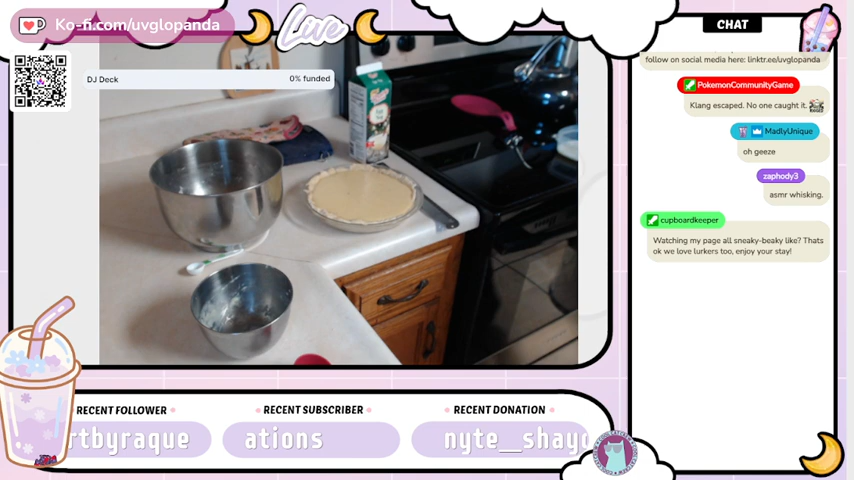 Ko-fi.com/uvglopanda
Live
DJ Deck
0% funded
CHAT
follow on social media here: linktr.ee/uvglopanda
PokemonCommunityGame
Klang escaped. No one caught it.
MadlyUnique
oh geeze
zaphody3
asmr whisking.
cupboardkeeper
Watching my page all sneaky-beaky like? Thats
ok we love lurkers too, enjoy your stay!
RECENT FOLLOWER
RECENT SUBSCRIBER
RECENT DONATION
rtbyraque
ations
nyte_shayd